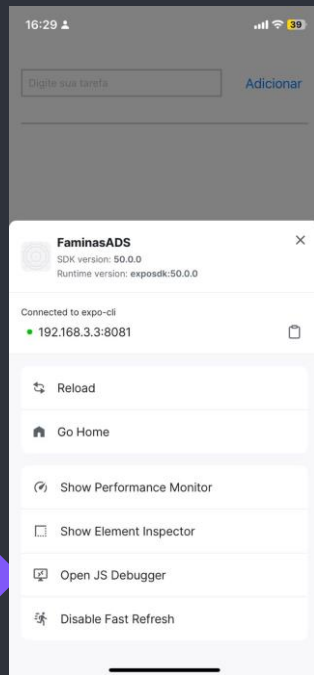 16:29
39
Digite sua tarefa
Adicionar
FaminasADS
SDK version: 50.0.0
Runtime version: exposdk:50.0.0
Connected to expo-cli
192.168.3.3:8081
Reload
Go Home
Show Performance Monitor
Show Element Inspector
Open JS Debugger
Disable Fast Refresh